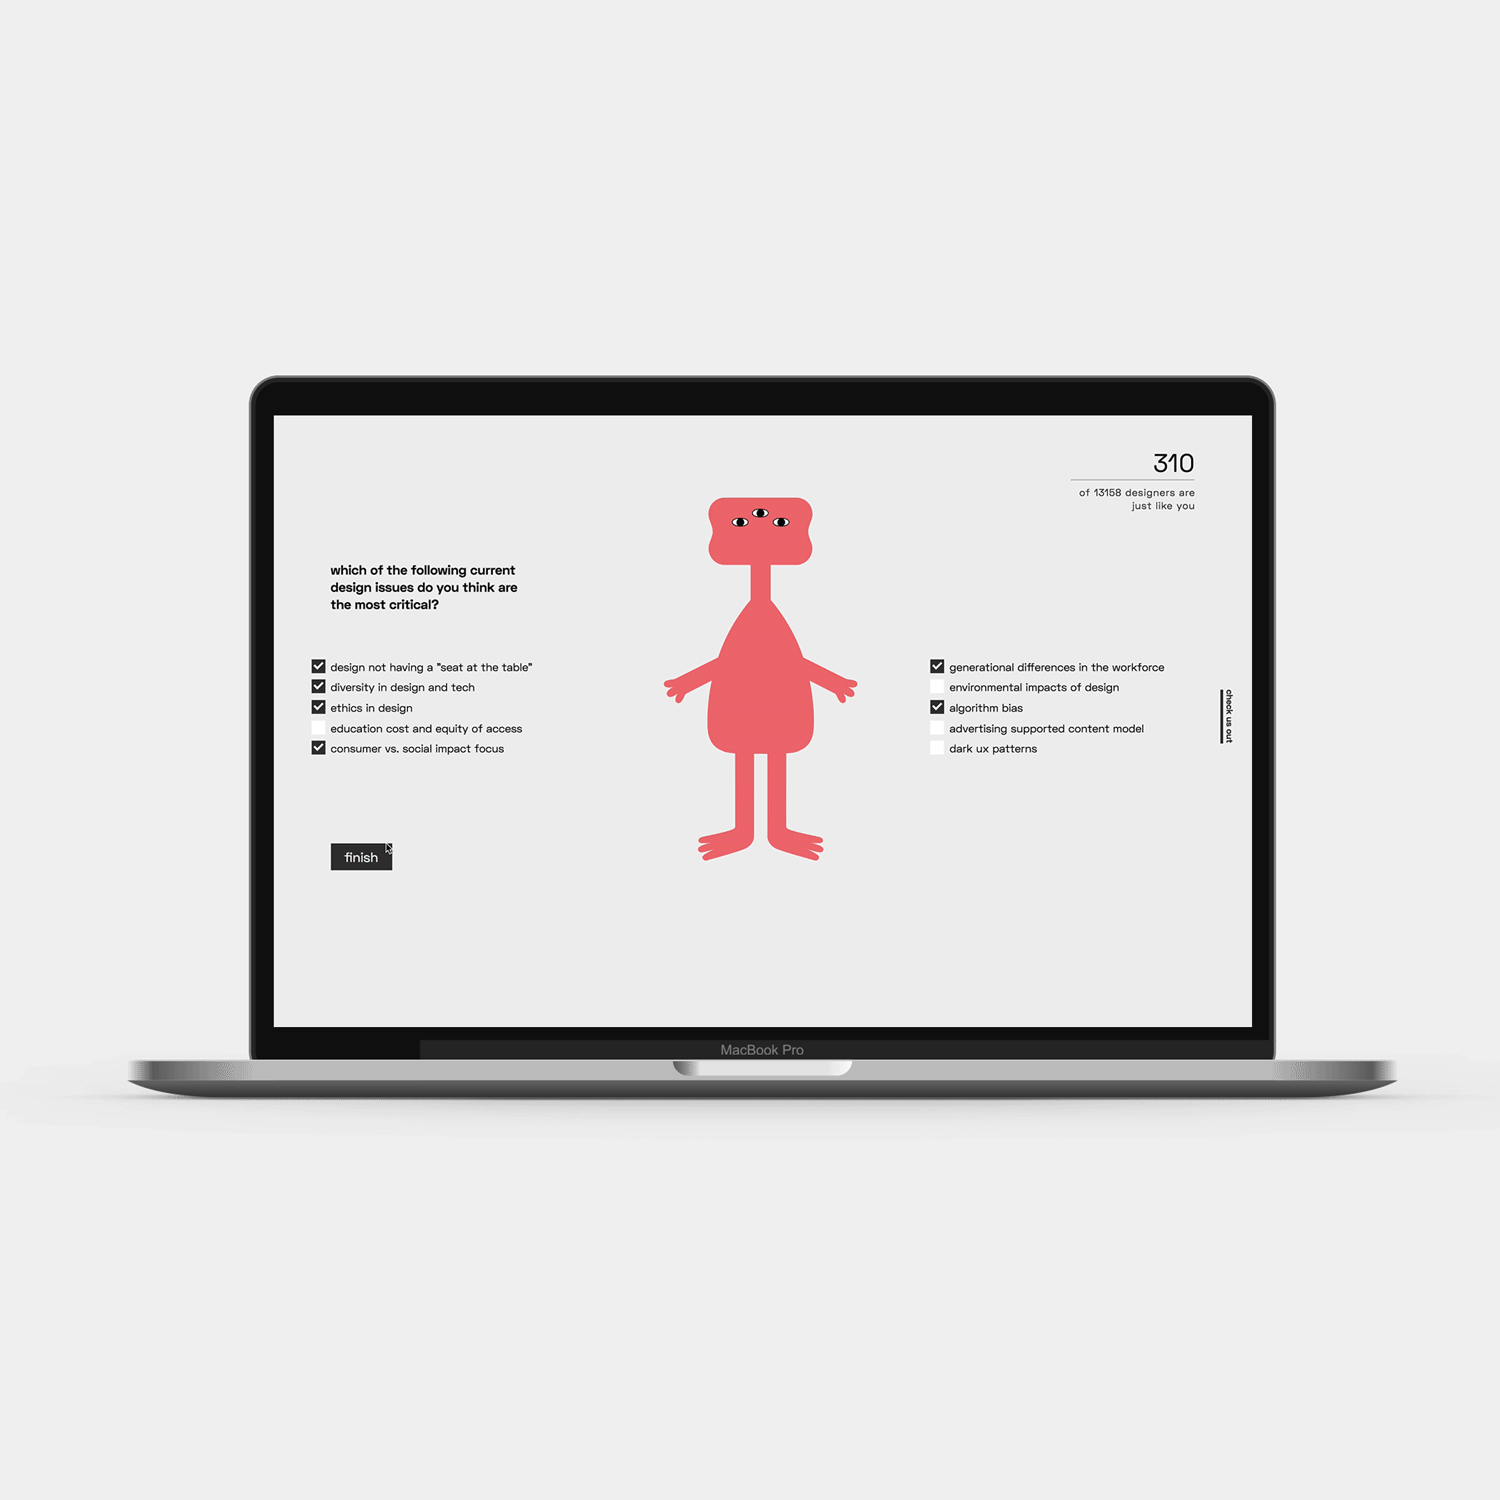 310
of 13158 designers are
just like you
which of the following current
design issues do you think are
the most critical?
design not having a "seat at the table"
diversity in design and tech
ethics in design
education cost and equity of access
consumer vs. social impact focus
generational differences in the workforce
environmental impacts of design
algorithm bias
advertising supported content model
dark ux patterns
check us out
finish
MacBook Pro